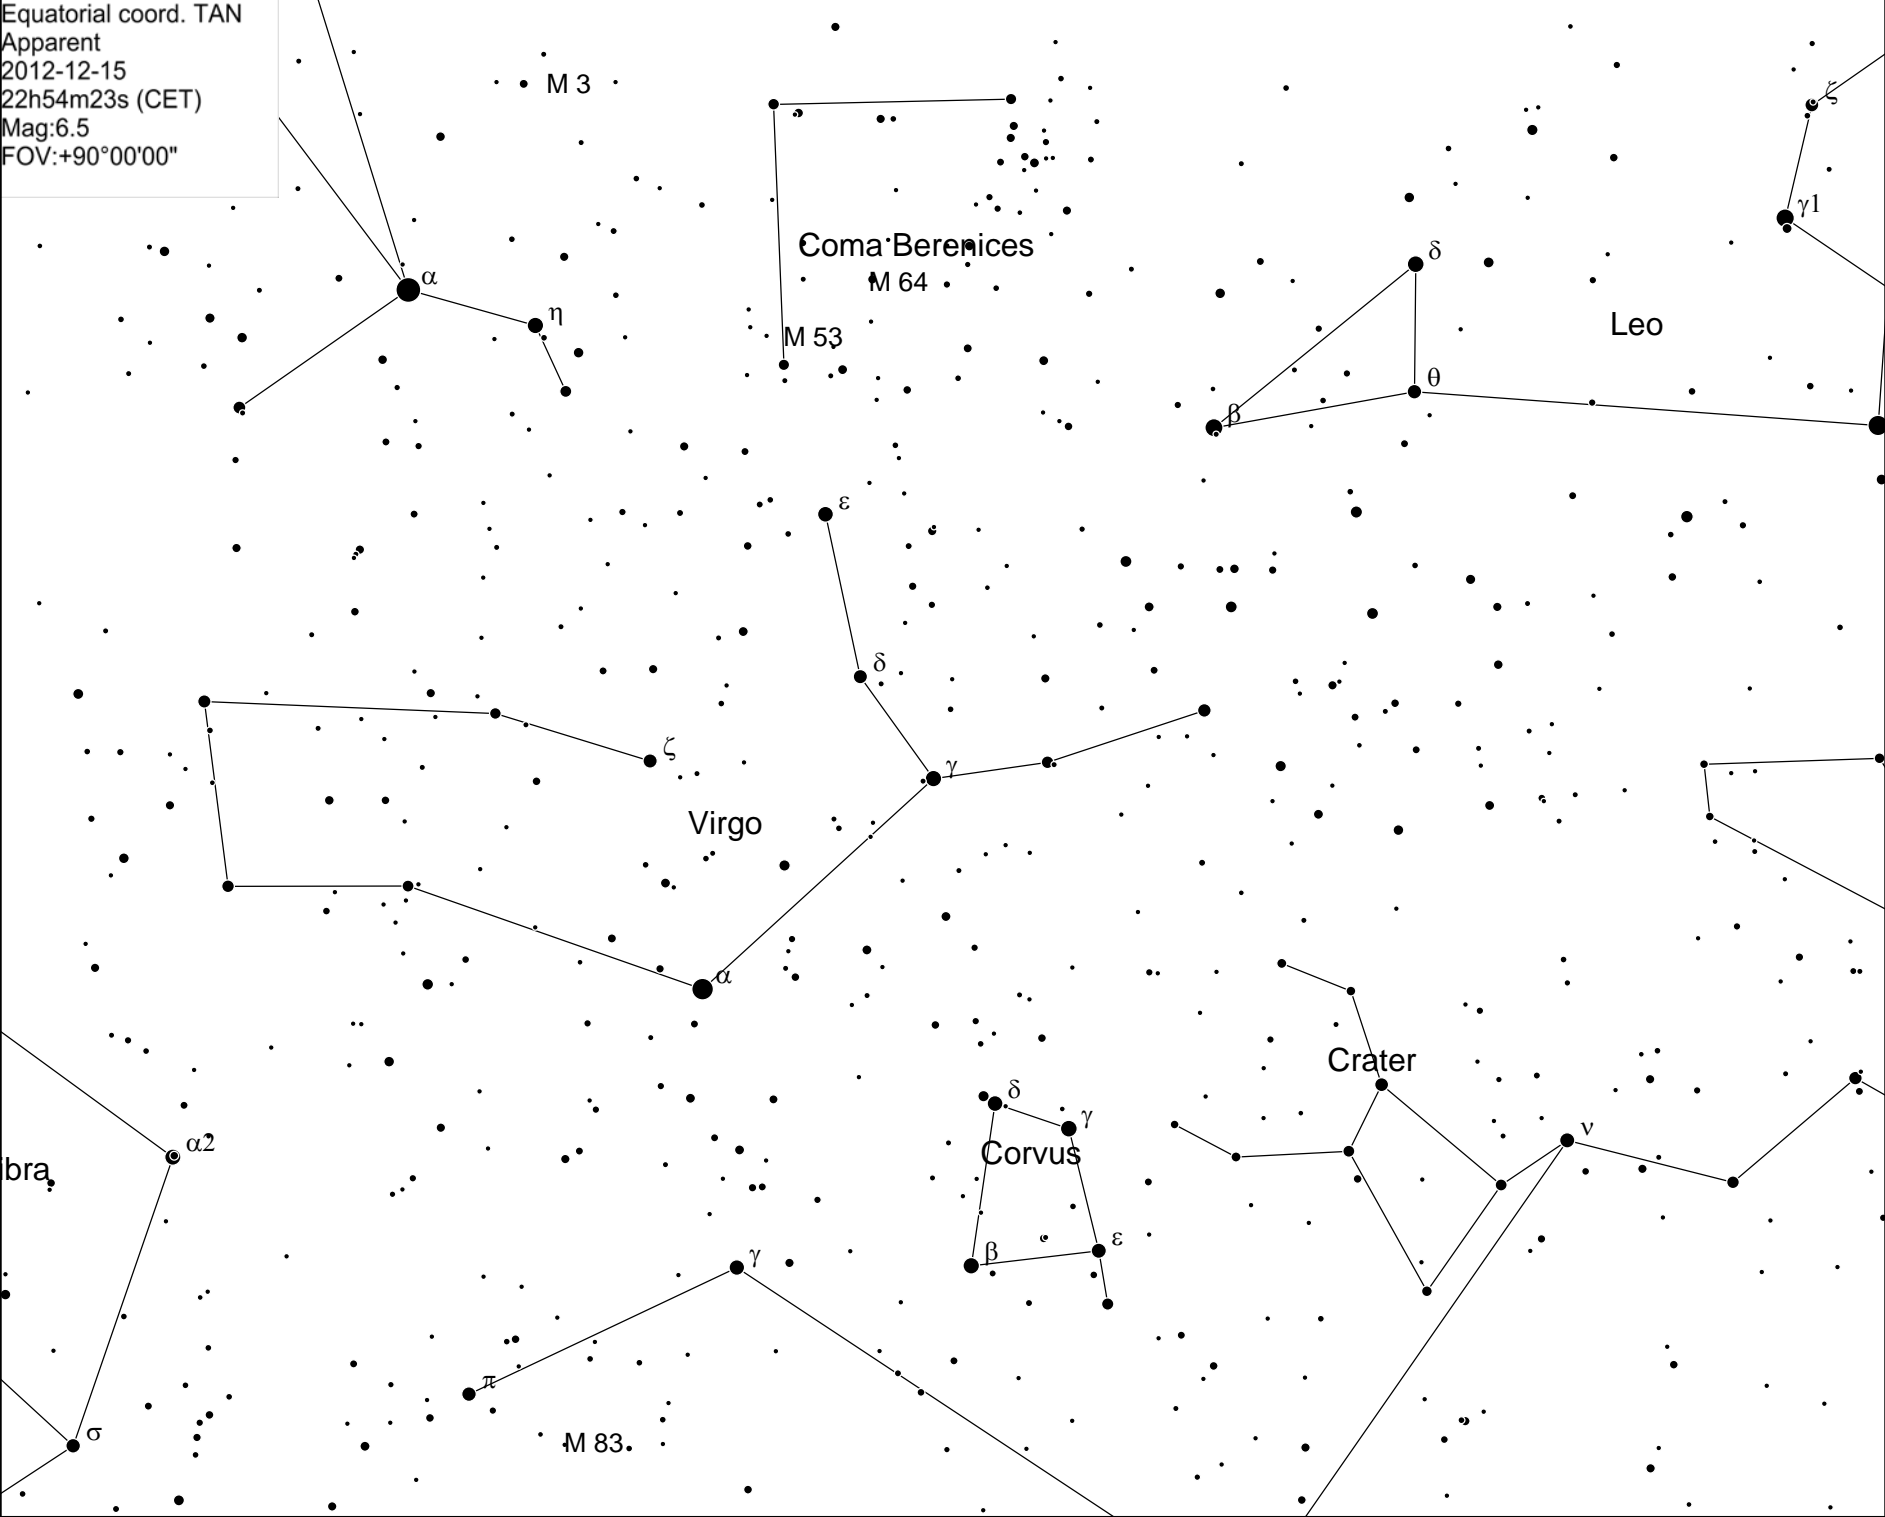 Equatorial coord. TAN
Apparent
2012-12-15
22h54m23s (CET)
Mag:6.5
FOV:+90°00'00"
M 3
ζ
γ1
Coma Berenices
δ
α
M 64
η
Leo
M 53
θ
β
ε
δ
ζ
γ
Virgo
α
Crater
δ
γ
ν
α2
Corvus
ibra
ε
β
γ
π
σ
M 83